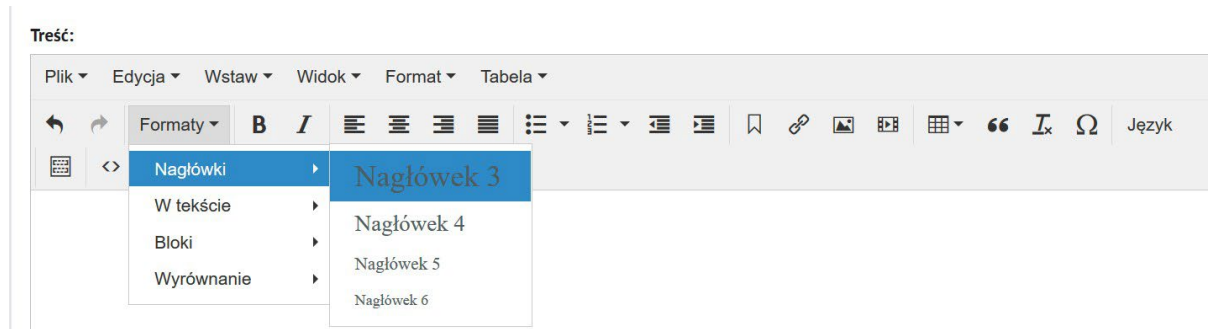 Treść:
Plik Edycja Wstaw Widok Format Tabela
Formaty B I Język
Nagłówki Nagłówek 3
W tekście Nagłówek 4
Bloki Nagłówek 5
Wyrównanie Nagłówek 6